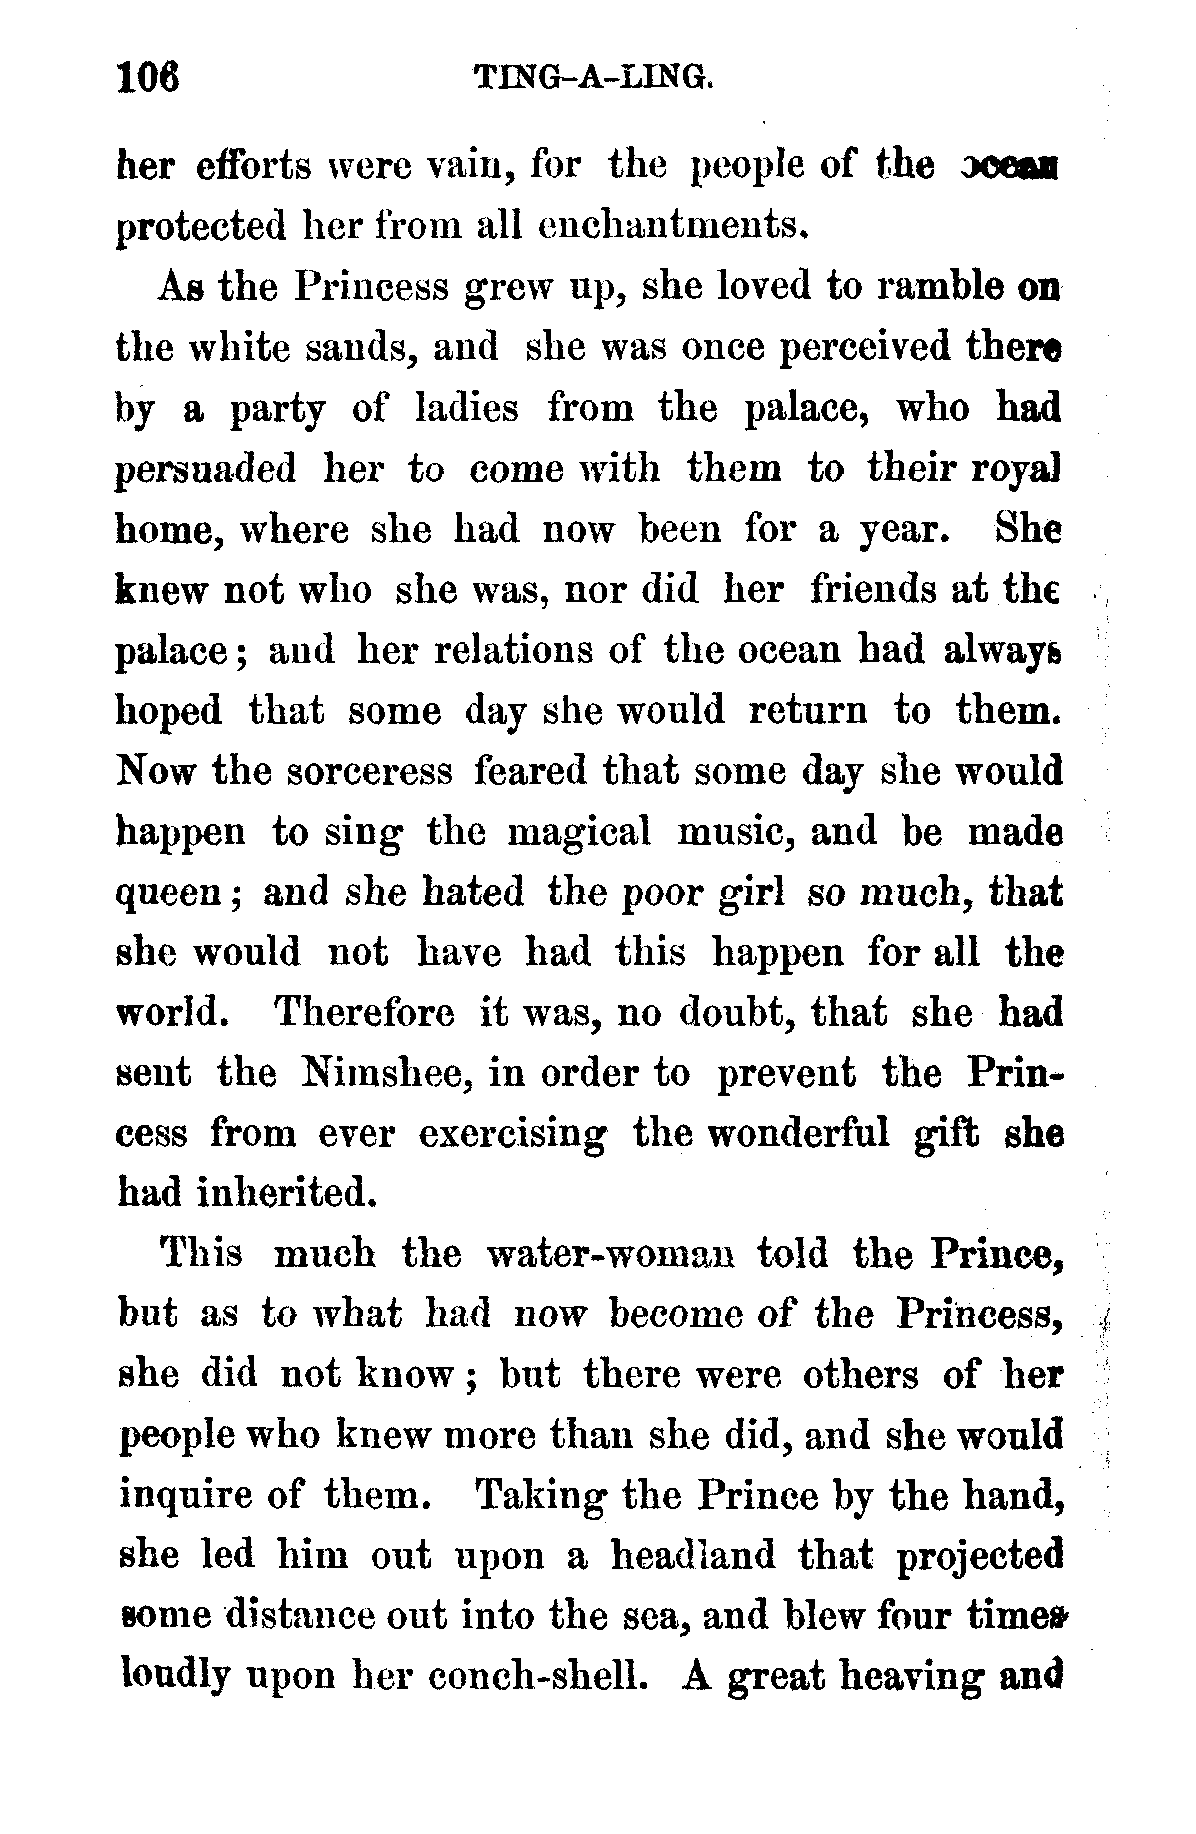 106 TING-A-LING.
her efforts were vain, for the people of the ocean
protected her from all enchantments.
As the Princess grew up, she loved to ramble on
the white sands, and she was once perceived there
by a party of ladies from the palace, who had
persuaded her to come with them to their royal
home, where she had now been for a year. She
knew not who she was, nor did her friends at the
palace; and her relations of the ocean had always
hoped that some day she would return to them.
Now the sorceress feared that some day she would
happen to sing the magical music, and be made
queen; and she hated the poor girl so much, that
she would not have had this happen for all the
world. Therefore it was, no doubt, that she had
sent the Nimshee, in order to prevent the Prin-
cess from ever exercising the wonderful gift she
had inherited.
This much the water-woman told the Prince,
but as to what had now become of the Princess,
she did not know; but there were others of her
people who knew more than she did, and she would
inquire of them. Taking the Prince by the hand,
she led him out upon a headland that projected
some distance out into the sea, and blew four times
loudly upon her conch-shell. A great heaving and